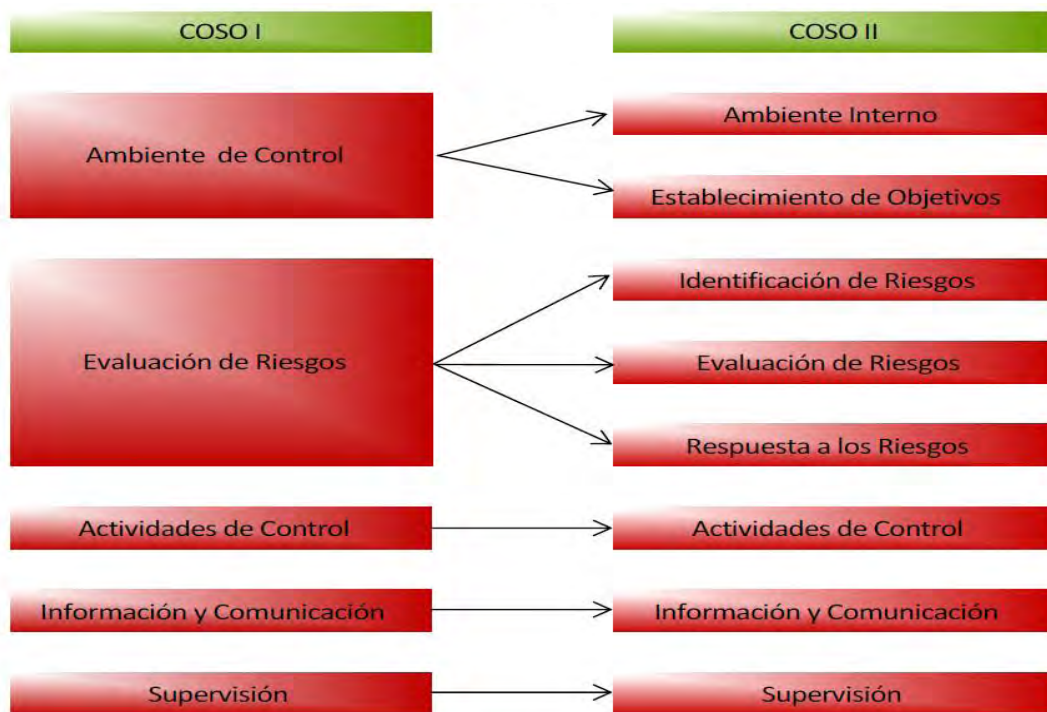 COSO I
COSO II
Ambiente de Control
Ambiente Interno
Establecimiento de Objetivos
Evaluación de Riesgos
Identificación de Riesgos
Evaluación de Riesgos
Respuesta a los Riesgos
Actividades de Control
Actividades de Control
Información y Comunicación
Información y Comunicación
Supervisión
Supervisión